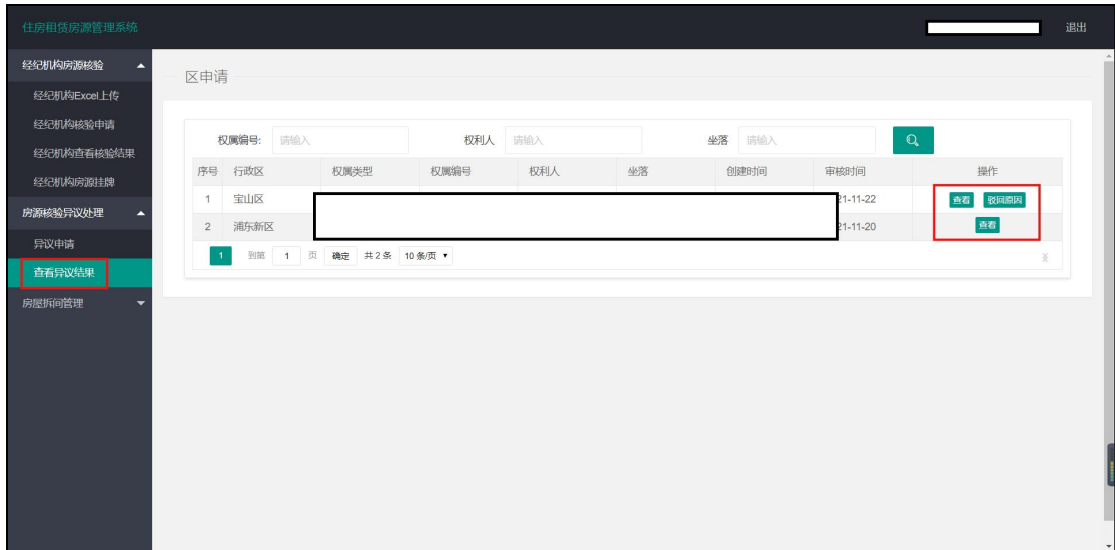 住房租赁房源管理系统
退出
经纪机构房源核验
经纪机构Excel上传
经纪机构核验申请
经纪机构查看核验结果
经纪机构房源挂牌
房源核验异议处理
异议申请
查看异议结果
房屋拆间管理
区申请
权属编号: 请输入 权利人 请输入 坐落 请输入
序号 行政区 权属类型 权属编号 权利人 坐落 创建时间 审核时间 操作
1 宝山区 21-11-22 查看 驳回原因
2 浦东新区 21-11-20 查看
1 到第 1 页 确定 共 2 条 10 条/页